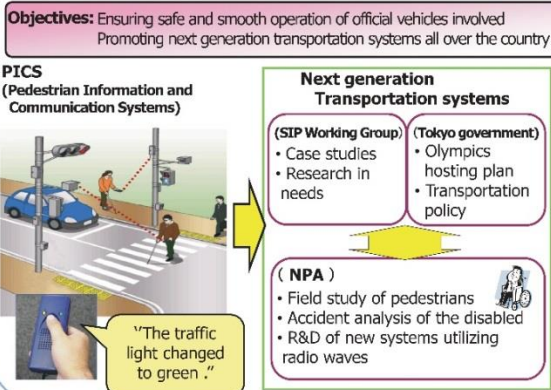 Objectives: Ensuring safe and smooth operation of official vehicles involved
Promoting next generation transportation systems all over the country
PICS
(Pedestrian Information and
Communication Systems)
"The traffic
light changed
to green ."
Next generation
Transportation systems
(SIP Working Group)
• Case studies
• Research in
needs
(Tokyo government)
• Olympics
hosting plan
• Transportation
policy
( NPA )
• Field study of pedestrians
• Accident analysis of the disabled
• R&D of new systems utilizing
radio waves